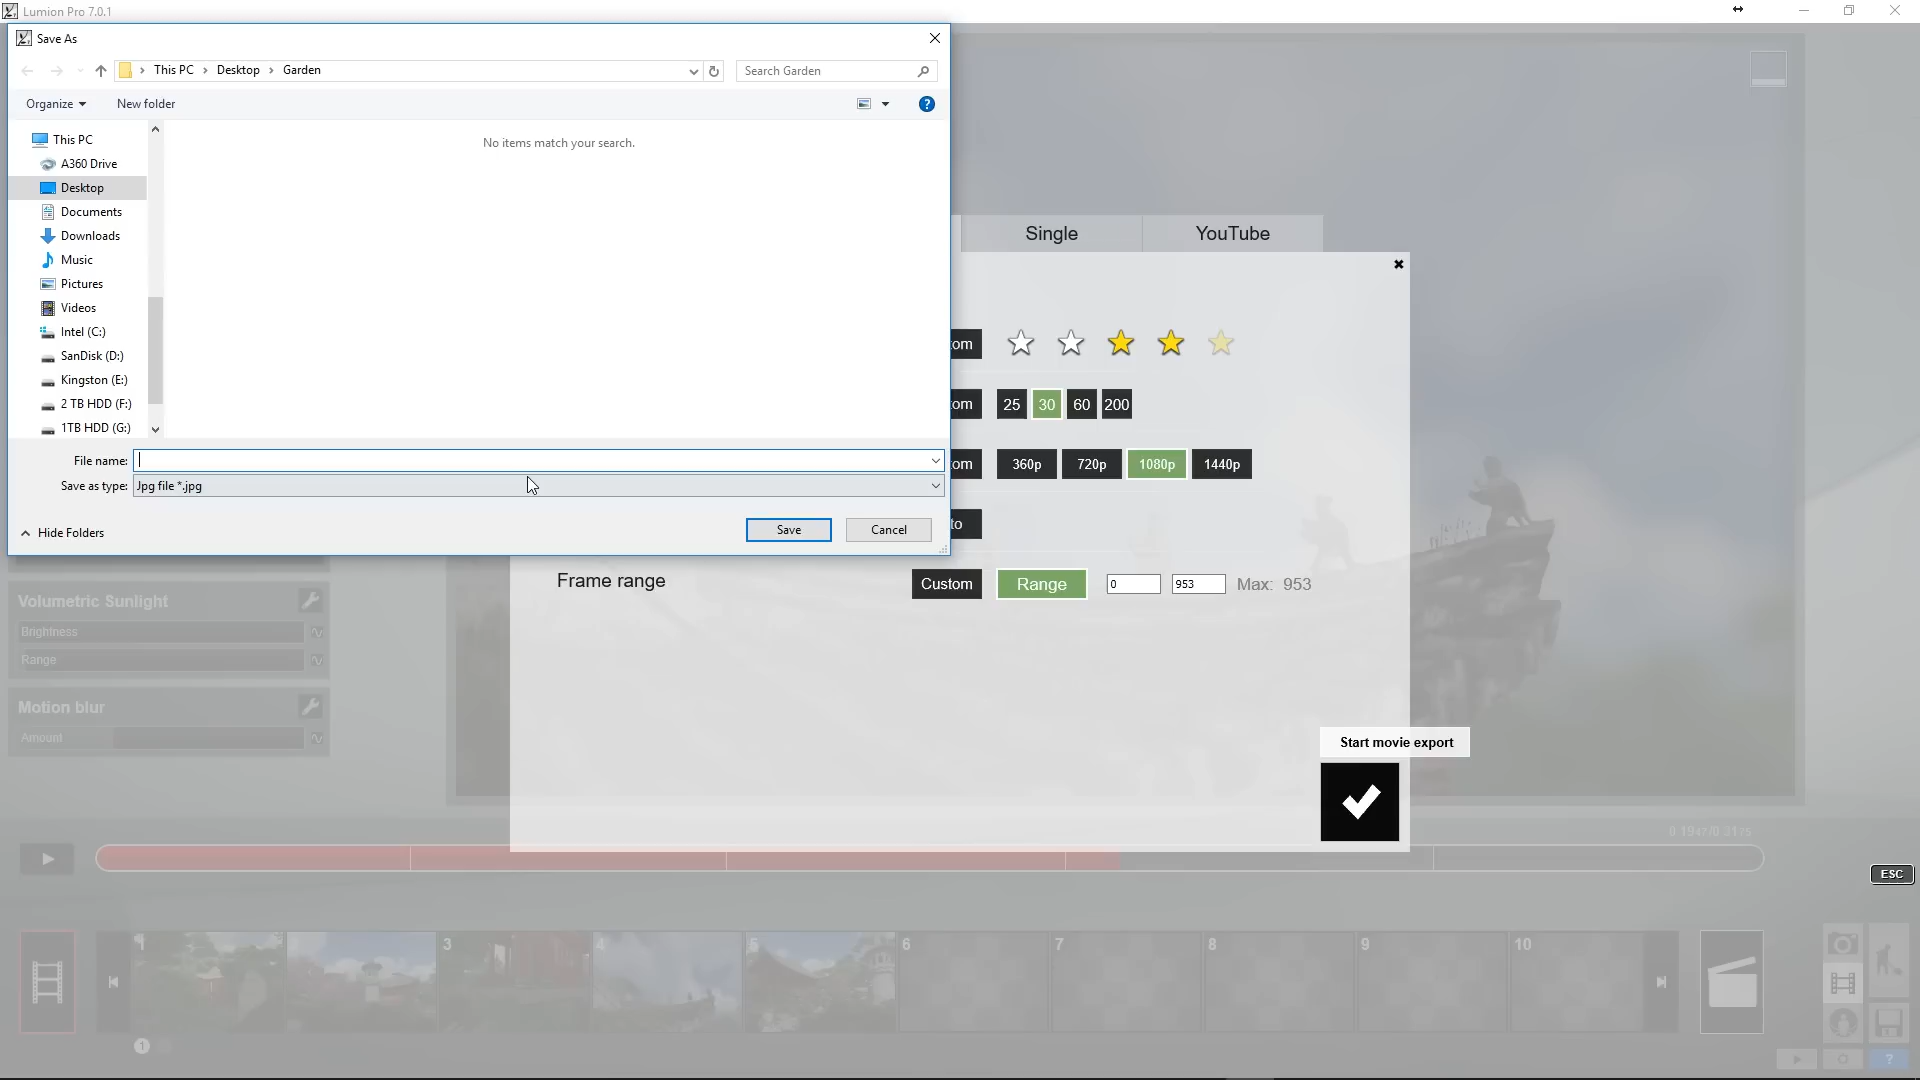 Lumion Pro 7.0.1
Save As
This PC > Desktop > Garden
Search Garden
Organize
New folder
?
No items match your search.
This PC
A360 Drive
Desktop
Documents
Downloads
Music
Pictures
Videos
Intel (C:)
SanDisk (D:)
Kingston (E:)
2 TB HDD (F:)
1TB HDD (G:)
File name:
Save as type: Jpg file *.jpg
Hide Folders
Save
Cancel
Single
YouTube
om
om 25 30 60 200
om 360p 720p 1080p 1440p
to
Frame range Custom Range 0 953 Max: 953
Start movie export
Volumetric Sunlight
Brightness
Range
Motion blur
Amount
ESC
1 3 4 5 6 7 8 9 10
1
?